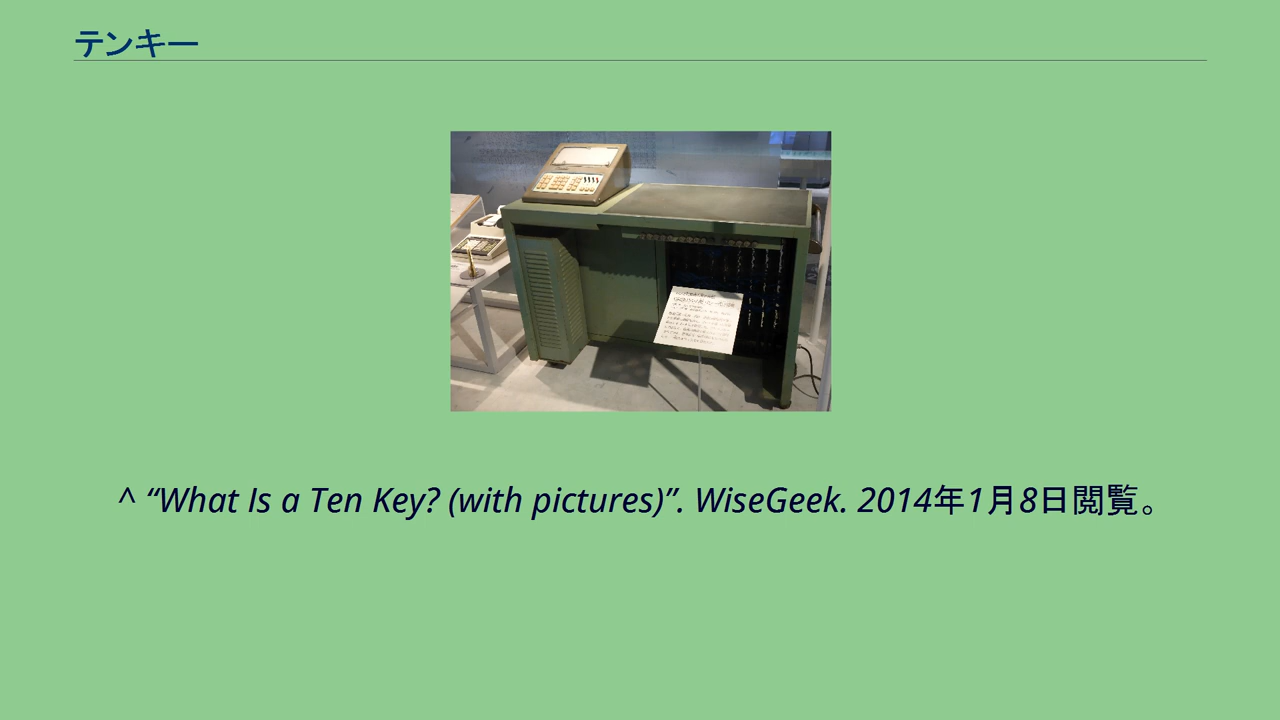 テンキー
^ “What Is a Ten Key? (with pictures)”. WiseGeek. 2014年1月8日閲覧。